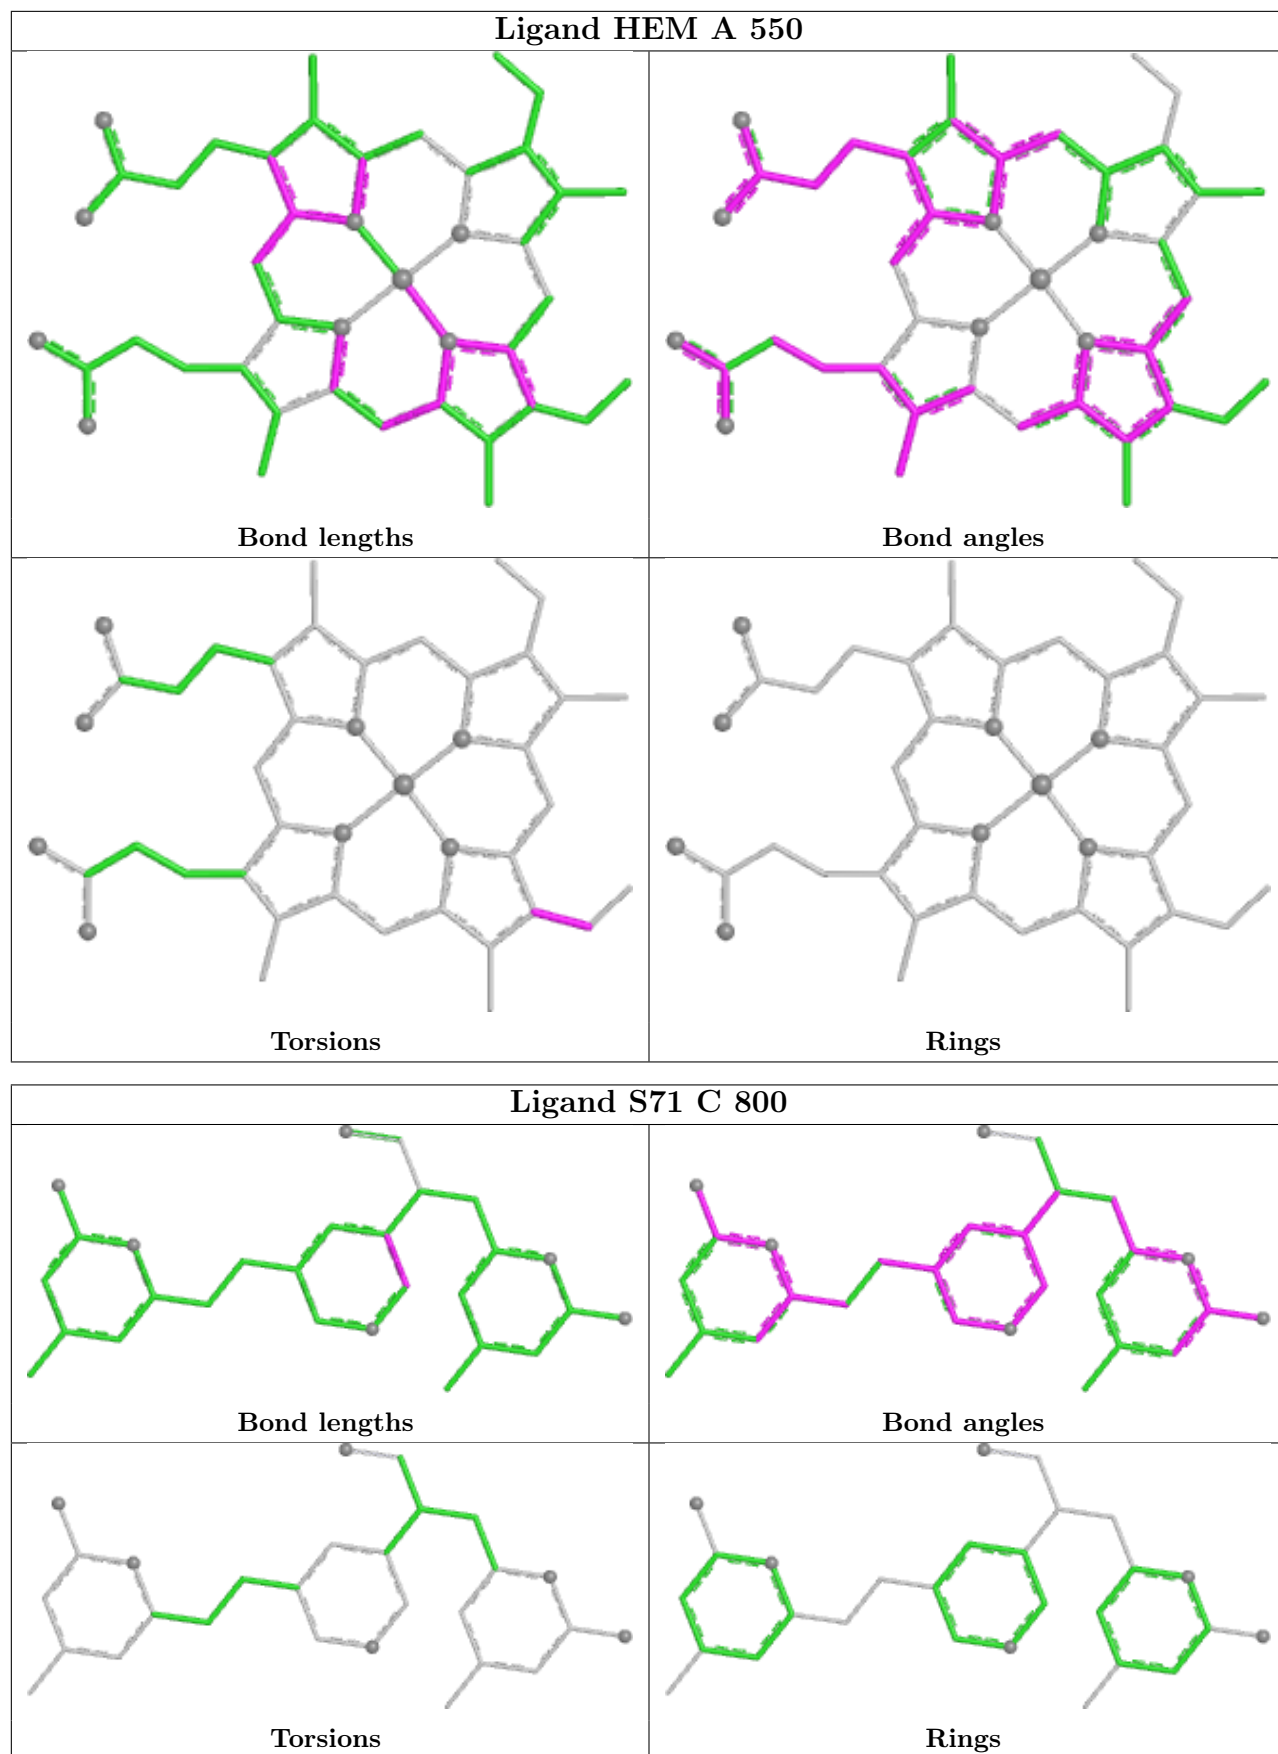 Ligand HEM A 550
Bond lengths
Bond angles
Torsions
Rings
Ligand S71 C 800
Bond lengths
Bond angles
Torsions
Rings